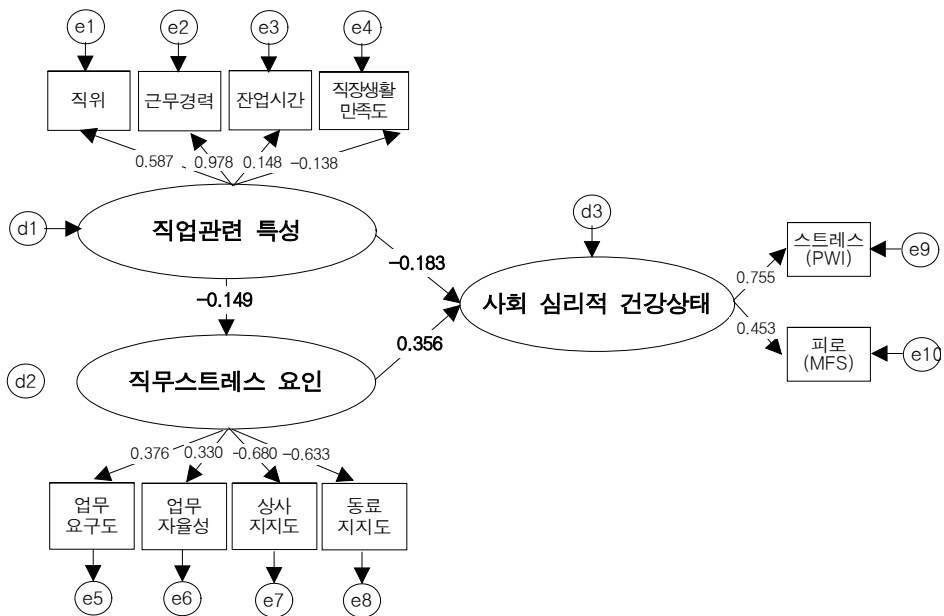 e1 e2 e3 e4
직위 근무경력 잔업시간 직장생활
만족도
0.587 0.978 0.148 -0.138
d1 직업관련 특성
d3
-0.183
스트레스
(PWI)
e9
0.755
-0.149
사회 심리적 건강상태
0.356
0.453
피로
(MFS)
e10
d2 직무스트레스 요인
0.376 0.330 -0.680 -0.633
업무
요구도
업무
자율성
상사
지지도
동료
지지도
e5 e6 e7 e8